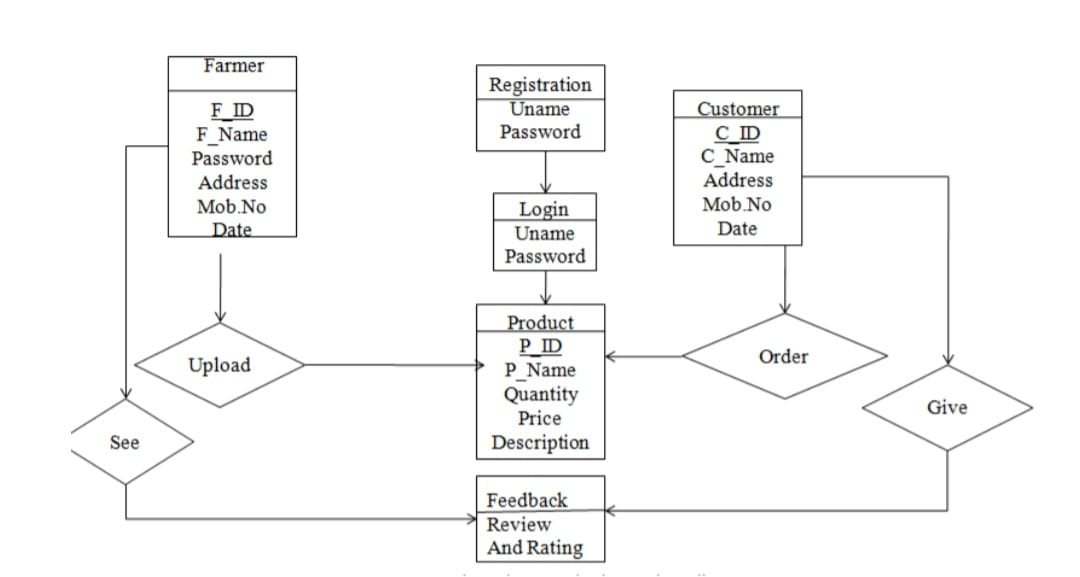 Farmer
F_ID
F_Name
Password
Address
Mob.No
Date
Registration
Uname
Password
Customer
C_ID
C_Name
Address
Mob.No
Date
Login
Uname
Password
Product
P_ID
P_Name
Quantity
Price
Description
Upload
Order
See
Give
Feedback
Review
And Rating